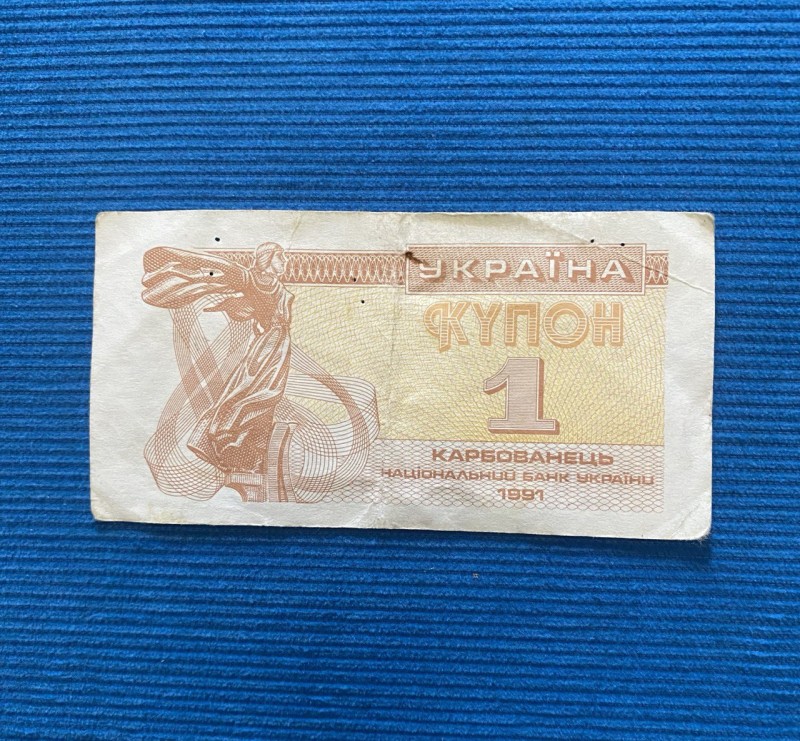 УКРАЇНА
КУПОН
1
КАРБОВАНЕЦЬ
НАЦІОНАЛЬНИЙ БАНК УКРАЇНИ
1991